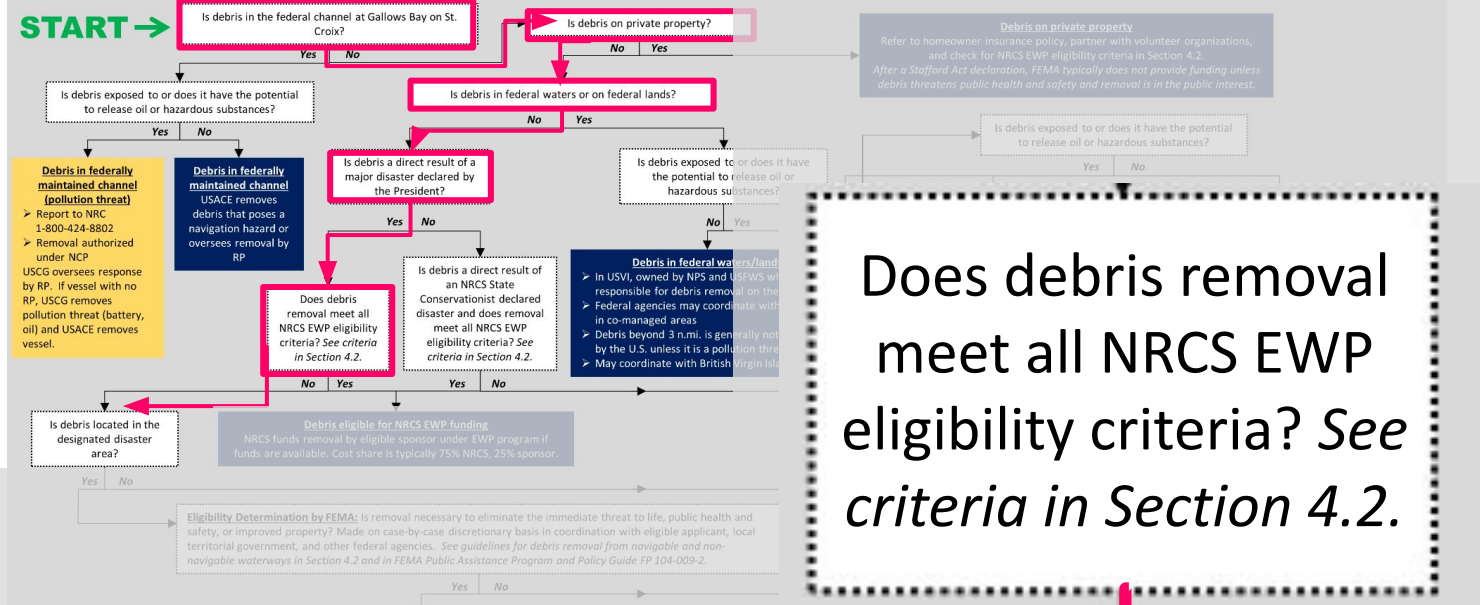 START
Is debris in the federal channel at Gallows Bay on St.
Croix?
Yes No
Is debris on private property?
No Yes
Debris on private property
Refer to homeowner insurance policy, partner with volunteer organizations,
and check for NRCS EWP eligibility criteria in Section 4.2.
After a Stafford Act declaration, FEMA typically does not provide funding unless
debris threatens public health and safety and removal is in the public interest.
Is debris exposed to or does it have the potential
to release oil or hazardous substances?
Yes No
Is debris in federal waters or on federal lands?
No Yes
Is debris exposed to or does it have the potential
to release oil or hazardous substances?
Yes No
Debris in federally
maintained channel
(pollution threat)
➢ Report to NRC
1-800-424-8802
➢ Removal authorized
under NCP
USCG oversees response
by RP. If vessel with no
RP, USCG removes
pollution threat (battery,
oil) and USACE removes
vessel.
Debris in federally
maintained channel
USACE removes
debris that poses a
navigation hazard or
oversees removal by
RP
Is debris a direct result of a
major disaster declared by
the President?
Yes No
Is debris exposed to or does it have
the potential to release oil or
hazardous substances?
No Yes
Does debris
removal meet all
NRCS EWP eligibility
criteria? See criteria
in Section 4.2.
No Yes
Is debris a direct result of
an NRCS State
Conservationist declared
disaster and does removal
meet all NRCS EWP
eligibility criteria? See
criteria in Section 4.2.
Yes No
Debris in federal waters/lands
➢ In USVI, owned by NPS and USFWS
responsible for debris removal on
➢ Federal agencies may coordinate with
in co-managed areas
➢ Debris beyond 3 n.mi. is generally not
by the U.S. unless it is a pollution
➢ May coordinate with British Virgin
Is debris located in the
designated disaster
area?
Yes No
Debris eligible for NRCS EWP funding
NRCS funds removal by eligible sponsor under EWP program if
funds are available. Cost share is typically 75% NRCS, 25% sponsor.
Eligibility Determination by FEMA: Is removal necessary to eliminate the immediate threat to life, public health and
safety, or improved property? Made on case-by-case discretionary basis in coordination with eligible applicant, local
territorial government, and other federal agencies. See guidelines for debris removal from navigable and non-
navigable waterways in Section 4.2 and in FEMA Public Assistance Program and Policy Guide FP 104-009-2.
Yes No
Does debris removal
meet all NRCS EWP
eligibility criteria? See
criteria in Section 4.2.